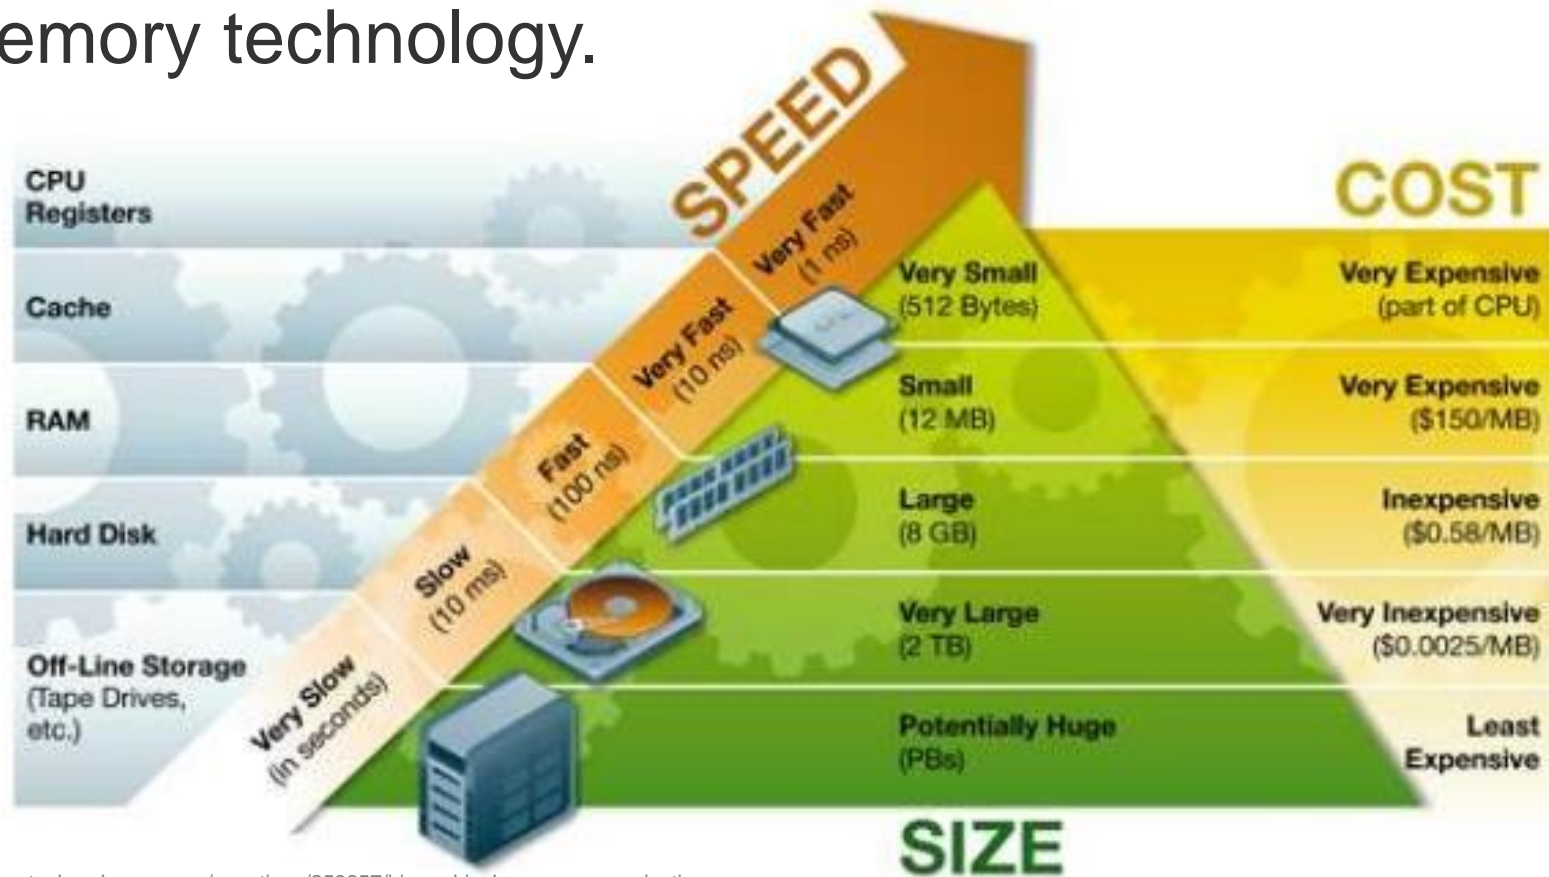 emory technology.
SPEED
COST
SIZE
CPU
Registers
Cache
RAM
Hard Disk
Off-Line Storage
(Tape Drives,
etc.)
Very Fast
(1 ns)
Very Fast
(10 ns)
Fast
(100 ns)
Slow
(10 ms)
Very Slow
(in seconds)
Very Small
(512 Bytes)
Small
(12 MB)
Large
(8 GB)
Very Large
(2 TB)
Potentially Huge
(PBs)
Very Expensive
(part of CPU)
Very Expensive
($150/MB)
Inexpensive
($0.58/MB)
Very Inexpensive
($0.0025/MB)
Least
Expensive